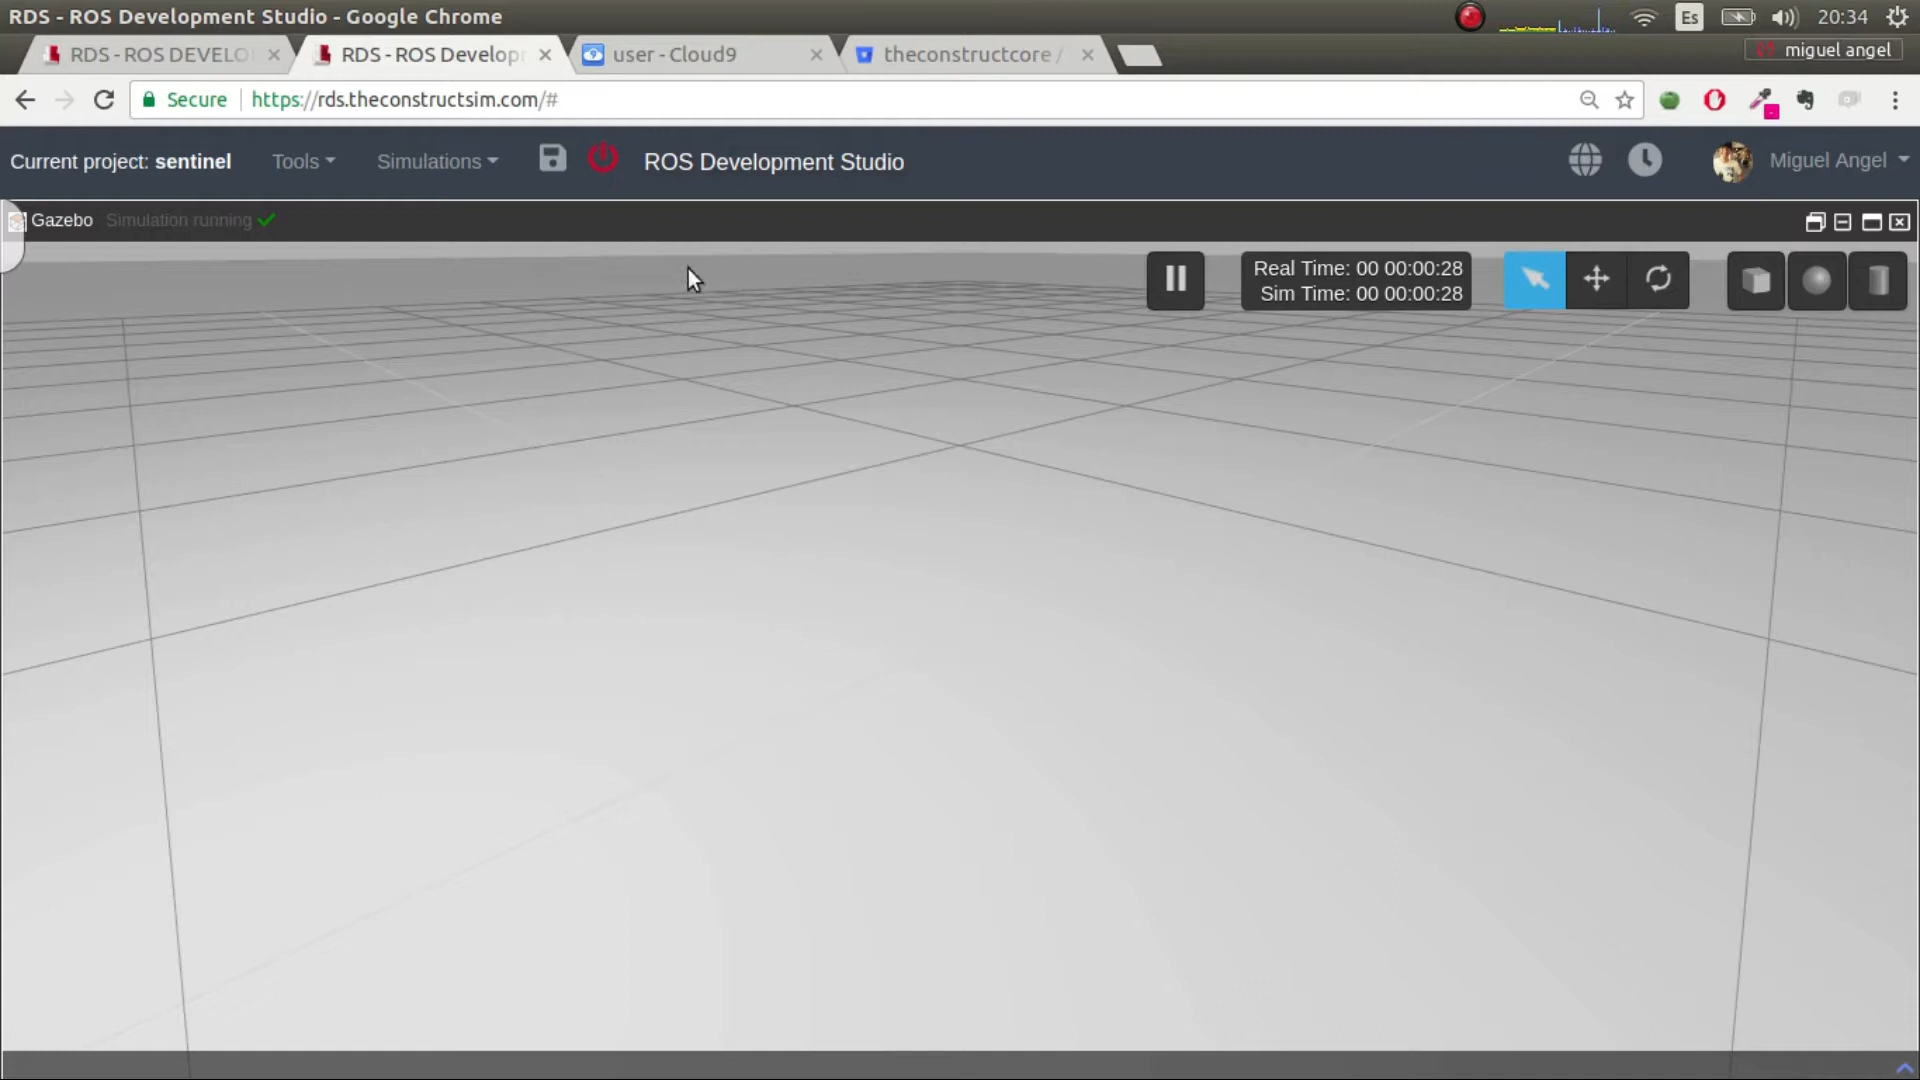 RDS - ROS Development Studio - Google Chrome
Es
20:34
RDS - ROS DEVELO
RDS - ROS Develop
user - Cloud9
theconstructcore /
miguel angel
Secure
https://rds.theconstructsim.com/#
Current project: sentinel
Tools
Simulations
ROS Development Studio
Miguel Angel
Gazebo
Simulation running
Real Time: 00 00:00:28
Sim Time: 00 00:00:28